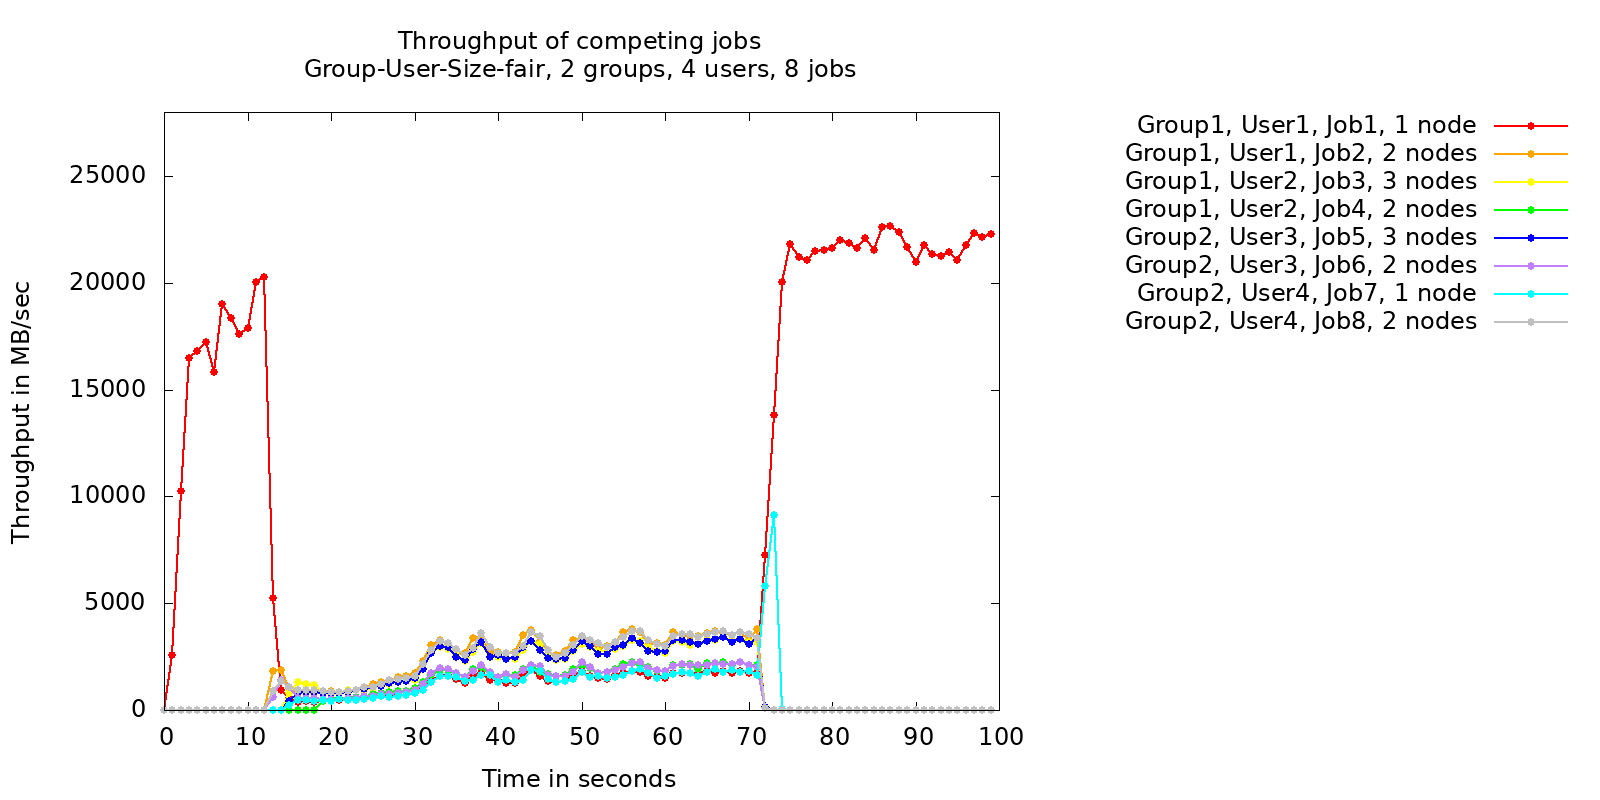 Throughput of competing jobs
Group-User-Size-fair, 2 groups, 4 users, 8 jobs
Group1, User1, Job1, 1 node
Group1, User1, Job2, 2 nodes
Group1, User2, Job3, 3 nodes
Group1, User2, Job4, 2 nodes
Group2, User3, Job5, 3 nodes
Group2, User3, Job6, 2 nodes
Group2, User4, Job7, 1 node
Group2, User4, Job8, 2 nodes
Throughput in MB/sec
25000
20000
15000
10000
5000
0
0 10 20 30 40 50 60 70 80 90 100
Time in seconds